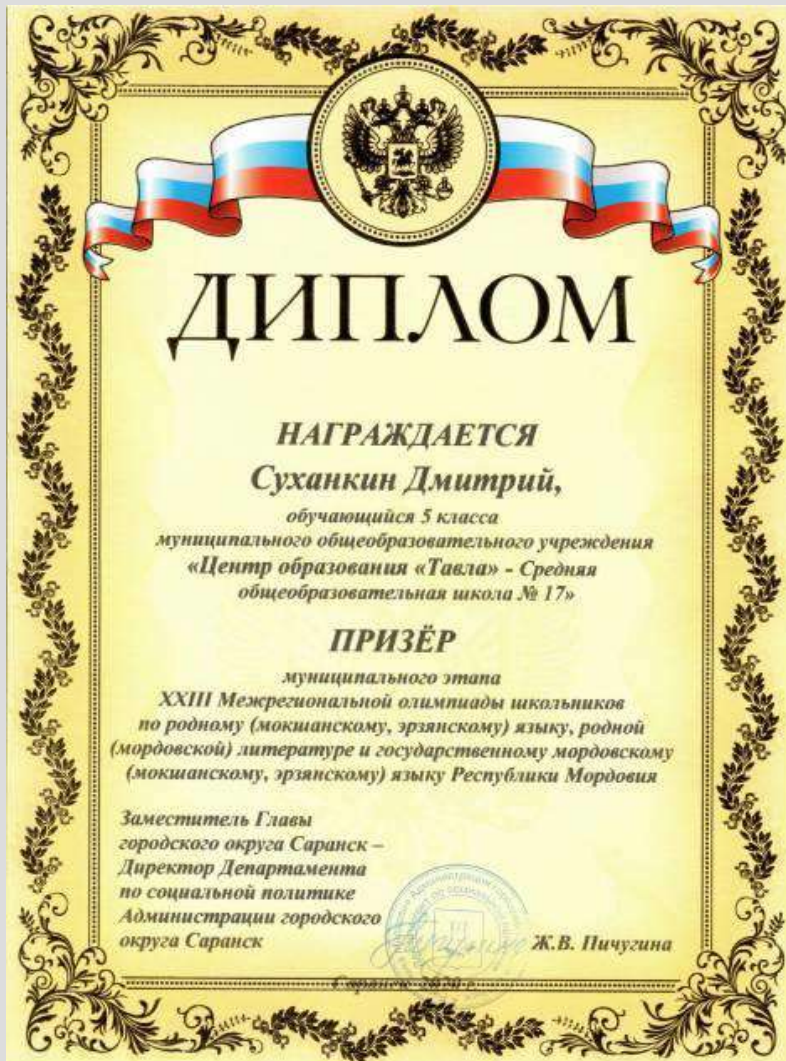 ДИПЛОМ
НАГРАЖДАЕТСЯ
Суханкин Дмитрий,
обучающийся 5 класса
муниципального общеобразовательного учреждения
«Центр образования «Тавла» - Средняя
общеобразовательная школа № 17»
ПРИЗЁР
муниципального этапа
XXIII Межрегиональной олимпиады школьников
по родному (мокшанскому, эрзянскому) языку, родной
(мордовской) литературе и государственному мордовскому
(мокшанскому, эрзянскому) языку Республики Мордовия
Заместитель Главы
городского округа Саранск –
Директор Департамента
по социальной политике
Администрации городского
округа Саранск
Ж.В. Пичугина
Саранск 2020 г.